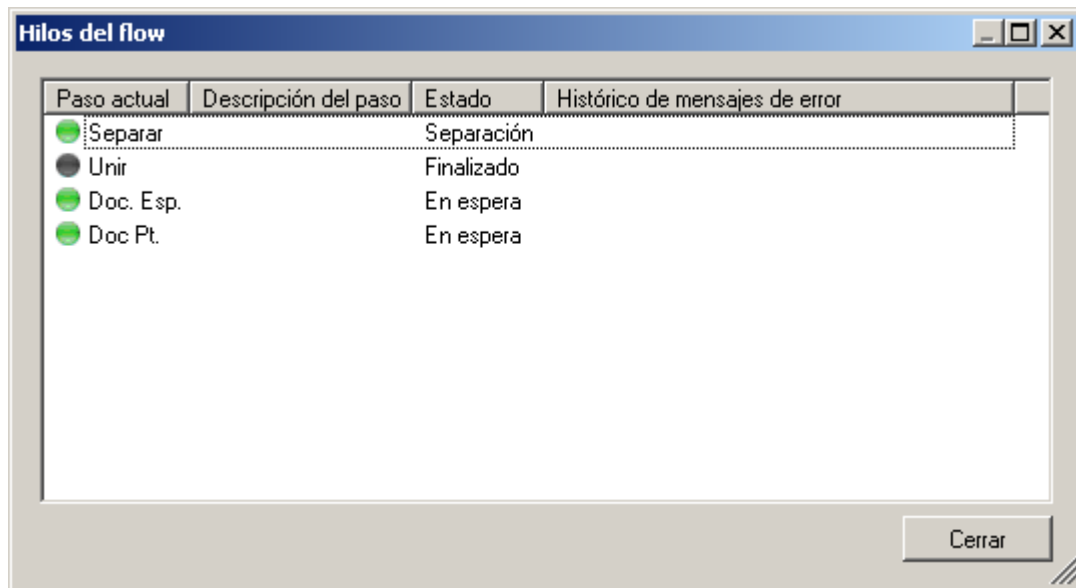 Hilos del flow
Paso actual Descripción del paso Estado Histórico de mensajes de error
Separar Separación
Unir Finalizado
Doc. Esp. En espera
Doc Pt. En espera
Cerrar